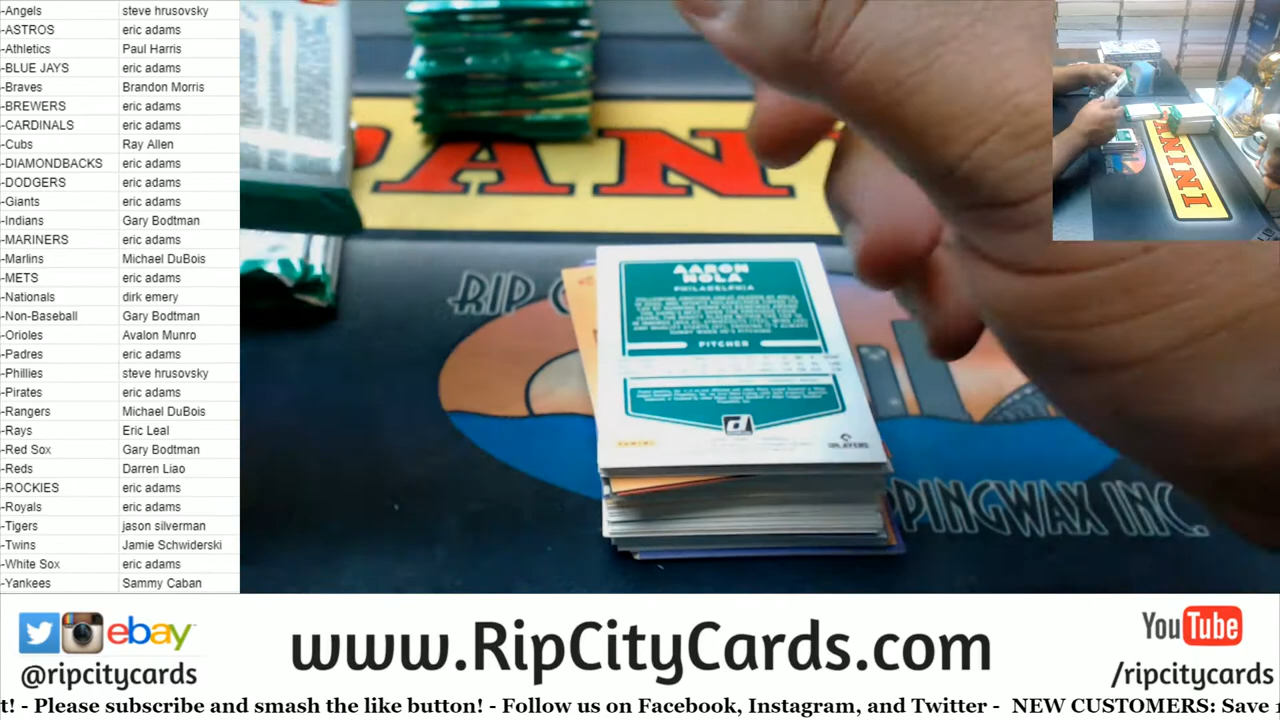 -Angels steve hrusovsky
-ASTROS eric adams
-Athletics Paul Harris
-BLUE JAYS eric adams
-Braves Brandon Morris
-BREWERS eric adams
-CARDINALS eric adams
-Cubs Ray Allen
-DIAMONDBACKS eric adams
-DODGERS eric adams
-Giants eric adams
-Indians Gary Bodtman
-MARINERS eric adams
-Marlins Michael DuBois
-METS eric adams
-Nationals dirk emery
-Non-Baseball Gary Bodtman
-Orioles Avalon Munro
-Padres eric adams
-Phillies steve hrusovsky
-Pirates eric adams
-Rangers Michael DuBois
-Rays Eric Leal
-Red Sox Gary Bodtman
-Reds Darren Liao
-ROCKIES eric adams
-Royals eric adams
-Tigers jason silverman
-Twins Jamie Schwiderski
-White Sox eric adams
-Yankees Sammy Caban
PANI
RIP C
AARON
NOLA
PHILADELPHIA
PITCHER
PANINI
PLAYERS
PPINGWAX INC.
ININI
ebay
@ripcitycards
www.RipCityCards.com
YouTube
/ripcitycards
t! - Please subscribe and smash the like button! - Follow us on Facebook, Instagram, and Twitter - NEW CUSTOMERS: Save